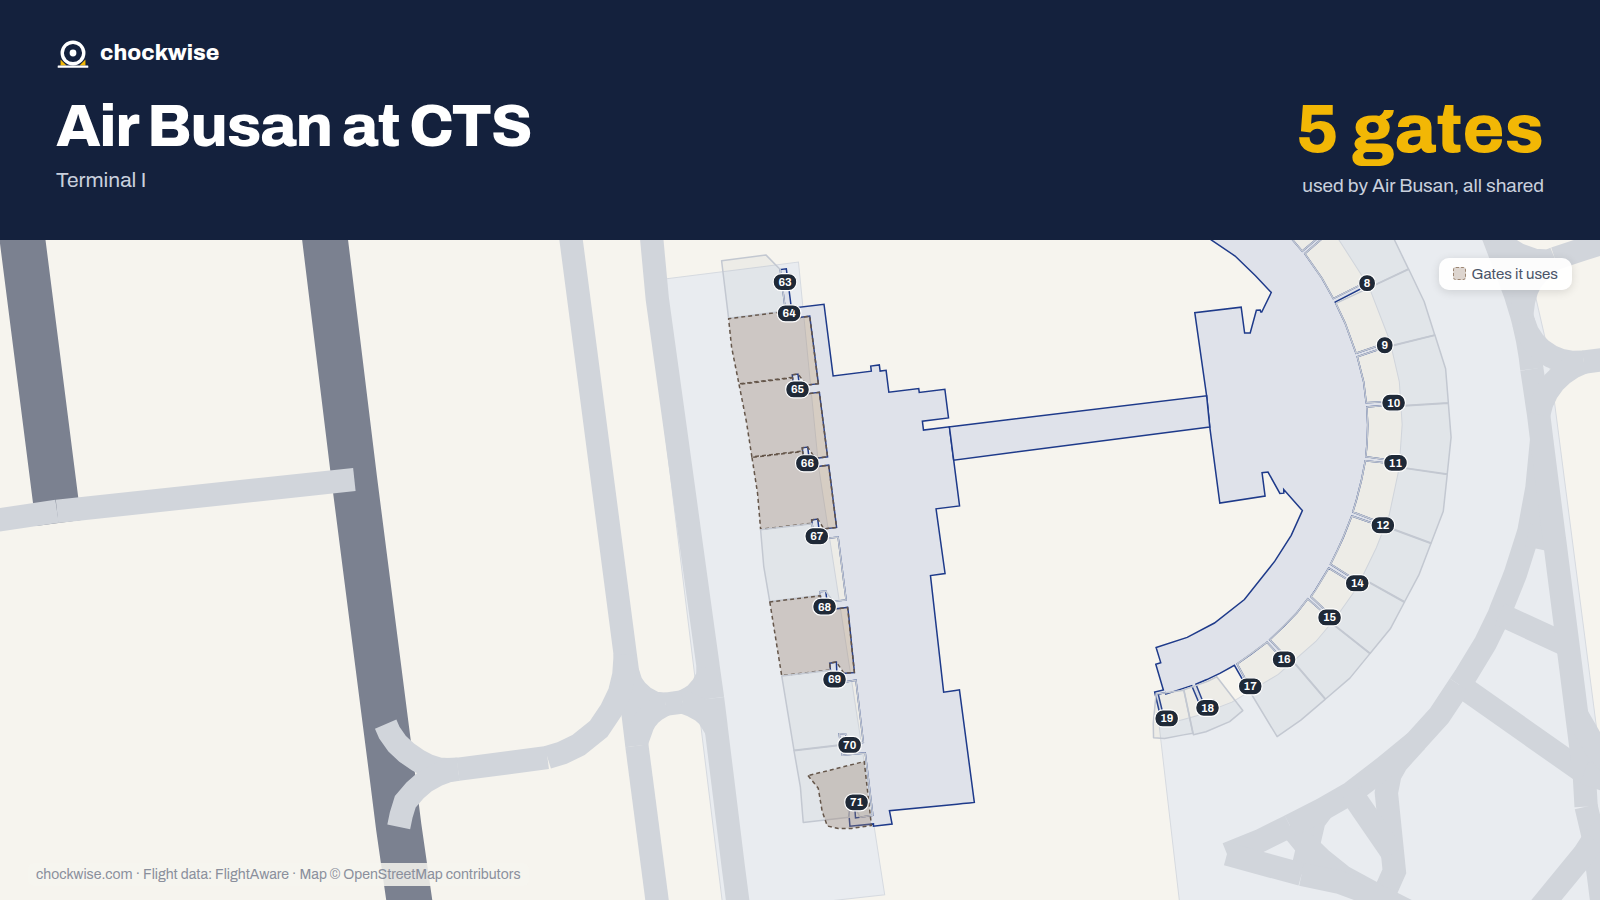 chockwise
Air Busan at CTS
Terminal I
5 gates
used by Air Busan, all shared
Gates it uses
63
64
65
66
67
68
69
70
71
8
9
10
11
12
14
15
16
17
18
19
chockwise.com · Flight data: FlightAware · Map © OpenStreetMap contributors